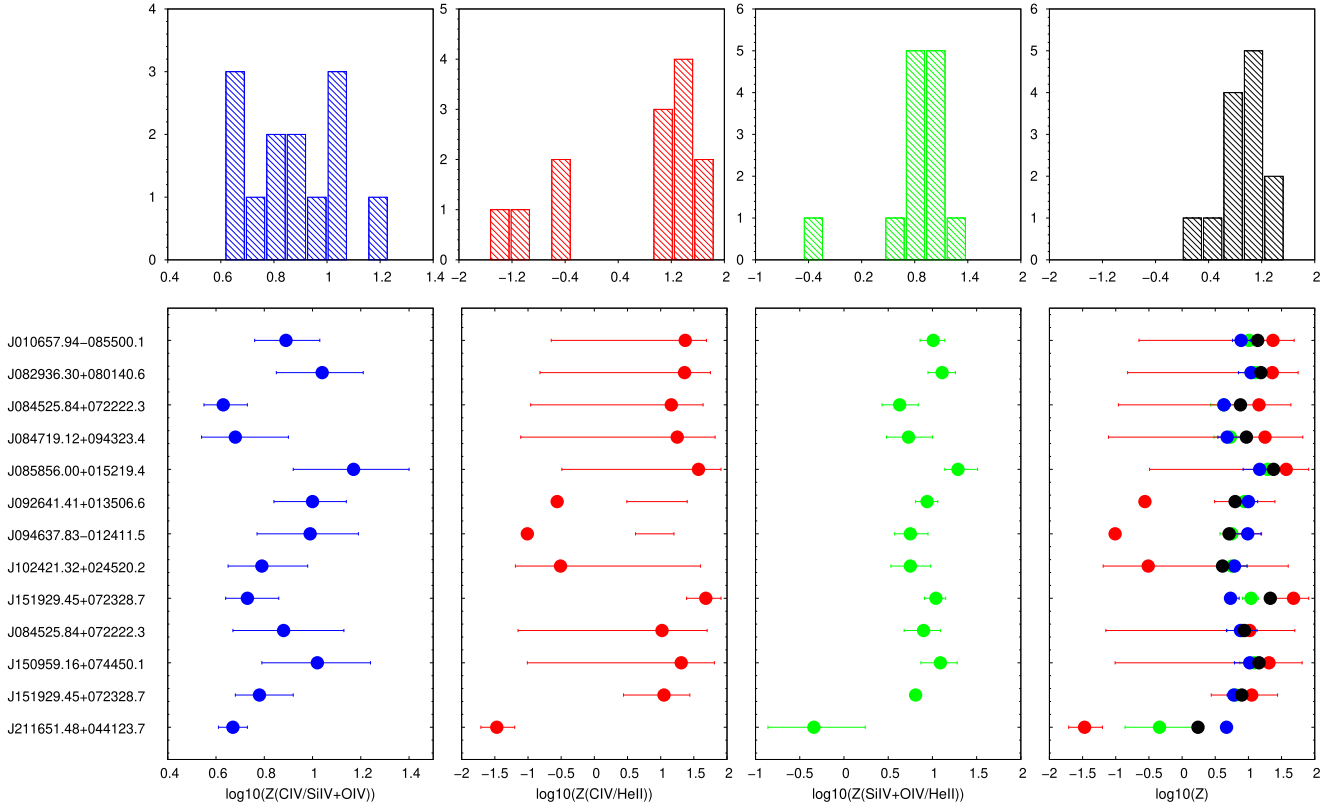 4
3
2
1
0
0.4 0.6 0.8 1 1.2 1.4
5
4
3
2
1
0
−2 −1.2 −0.4 0.4 1.2 2
6
5
4
3
2
1
0
−1 −0.4 0.2 0.8 1.4 2
6
5
4
3
2
1
0
−2 −1.2 −0.4 0.4 1.2 2
J010657.94−085500.1
J082936.30+080140.6
J084525.84+072222.3
J084719.12+094323.4
J085856.00+015219.4
J092641.41+013506.6
J094637.83−012411.5
J102421.32+024520.2
J151929.45+072328.7
J084525.84+072222.3
J150959.16+074450.1
J151929.45+072328.7
J211651.48+044123.7
0.4 0.6 0.8 1 1.2 1.4
log10(Z(CIV/SiIV+OIV))
−2 −1.5 −1 −0.5 0 0.5 1 1.5 2
log10(Z(CIV/HeII))
−1 −0.5 0 0.5 1 1.5 2
log10(Z(SiIV+OIV/HeII))
−2 −1.5 −1 −0.5 0 0.5 1 1.5 2
log10(Z)